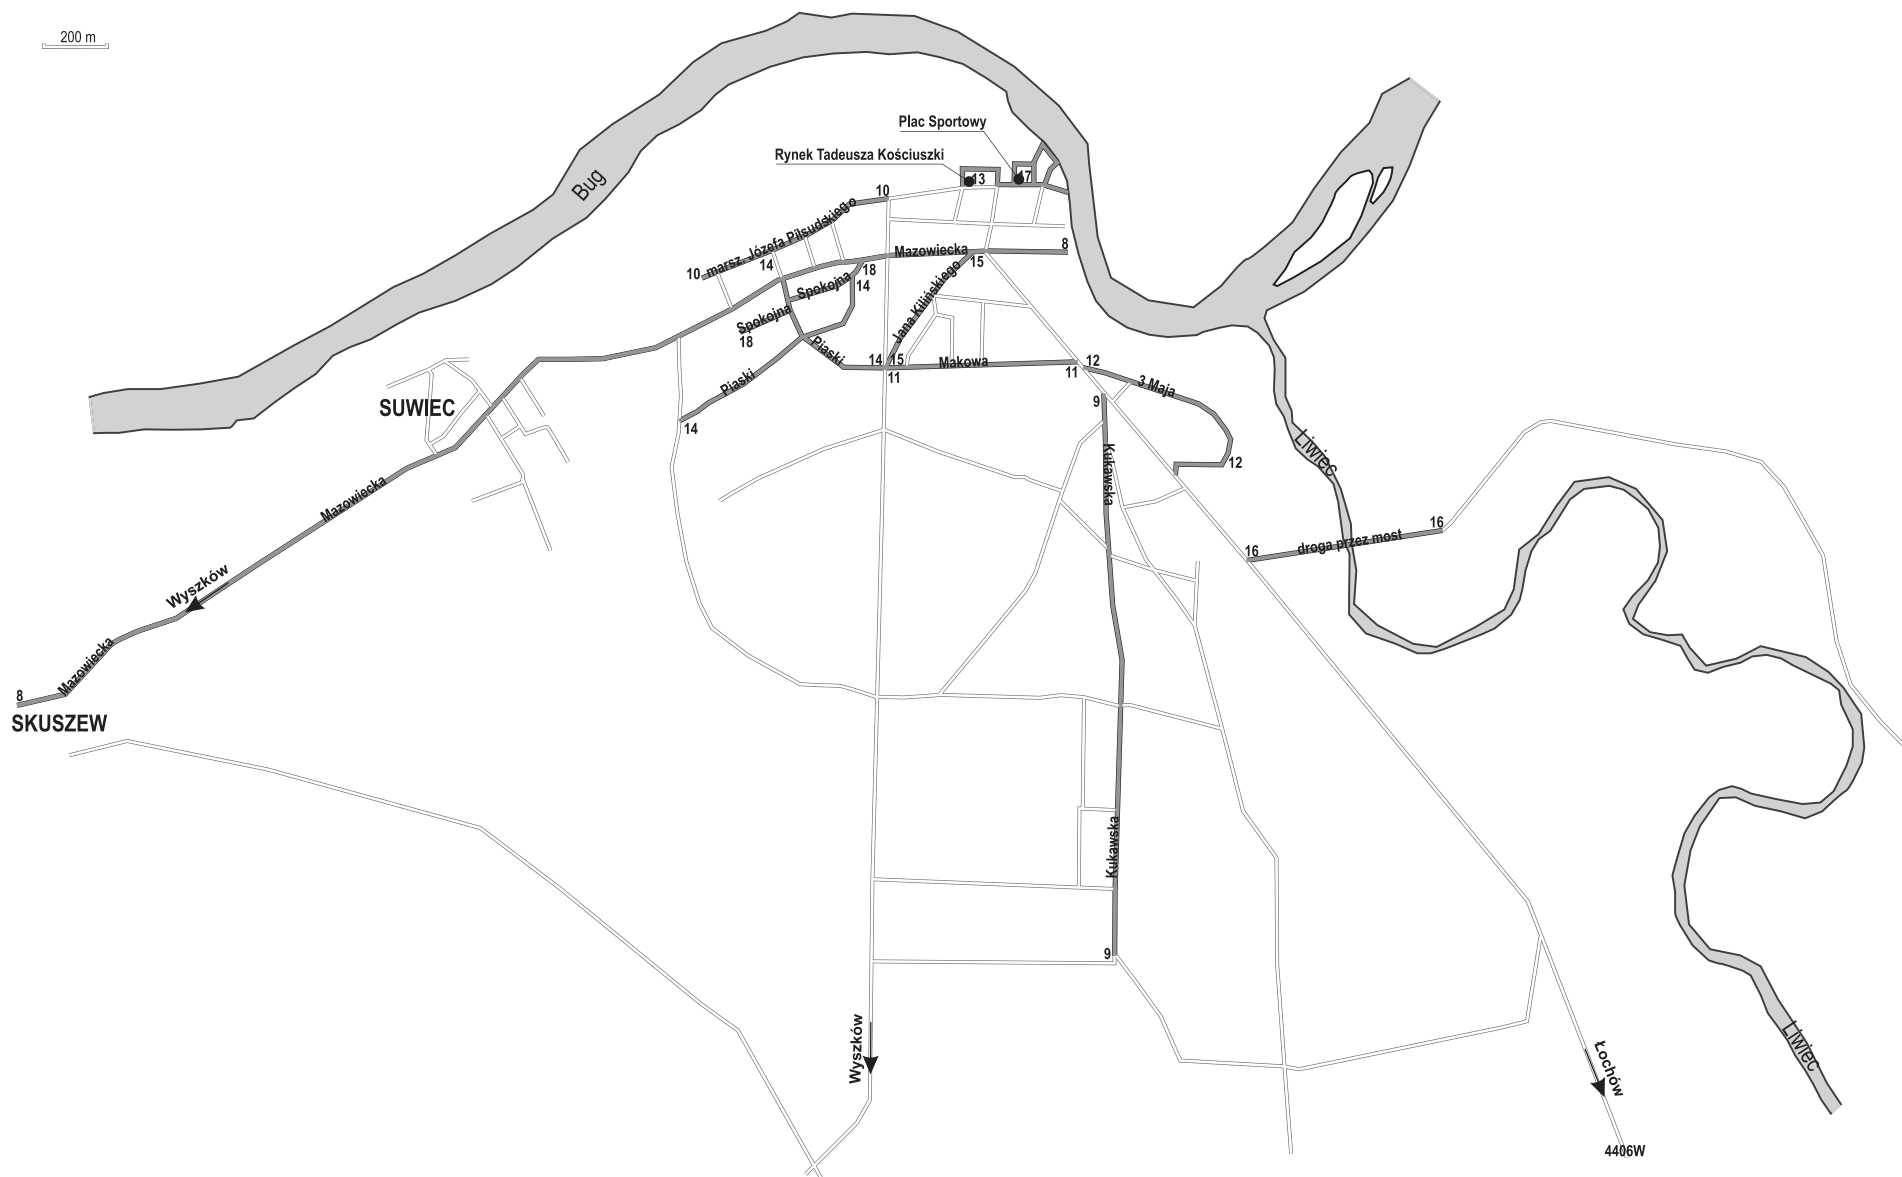 200 m
Plac Sportowy
Rynek Tadeusza Kościuszki
13
17
Bug
10
marsz. Józefa Piłsudskiego
10
14
Mazowiecka
8
15
18
14
Spokojna
Spokojna
18
Jana Kilińskiego
Piaski
14
15
11
Makowa
11
12
3 Maja
12
Piaski
14
9
Kukawska
SUWIEC
Liwiec
Mazowiecka
16
droga przez most
16
Wyszków
Mazowiecka
8
SKUSZEW
Kukawska
9
Wyszków
Łochów
Liwiec
4406W